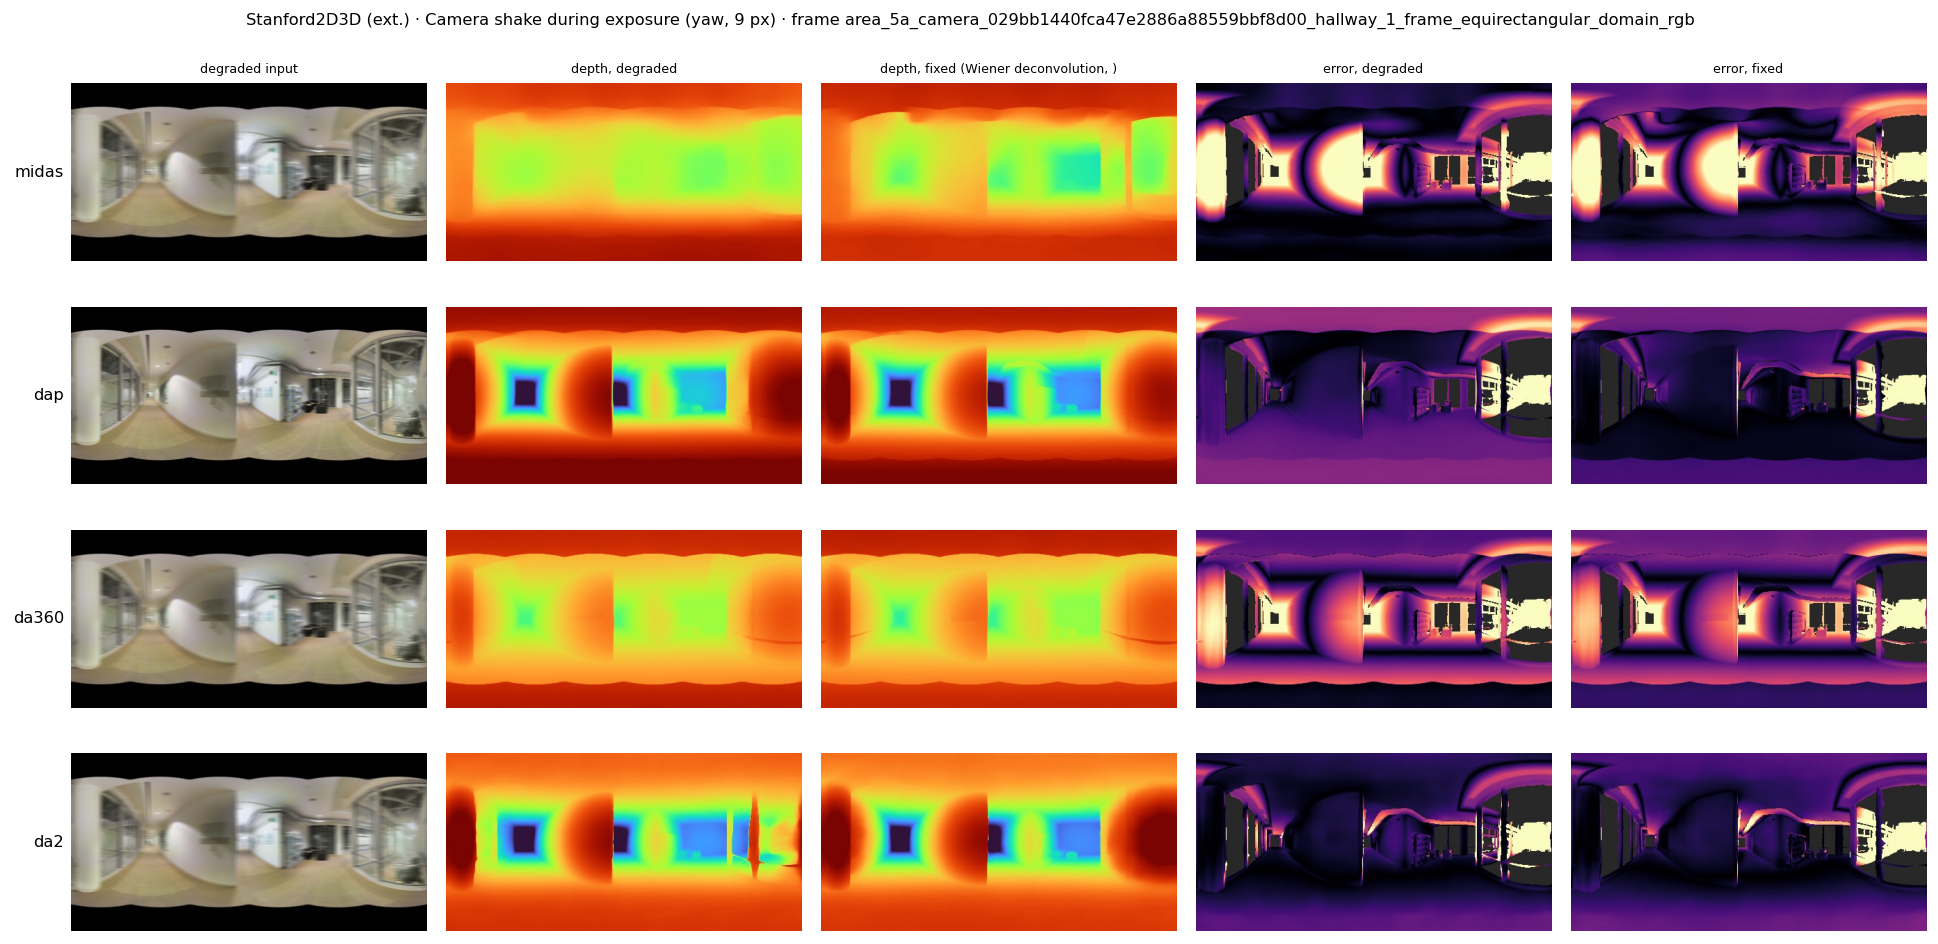 Stanford2D3D (ext.) · Camera shake during exposure (yaw, 9 px) · frame area_5a_camera_029bb1440fca47e2886a88559bbf8d00_hallway_1_frame_equirectangular_domain_rgb
degraded input
depth, degraded
depth, fixed (Wiener deconvolution, )
error, degraded
error, fixed
midas
dap
da360
da2